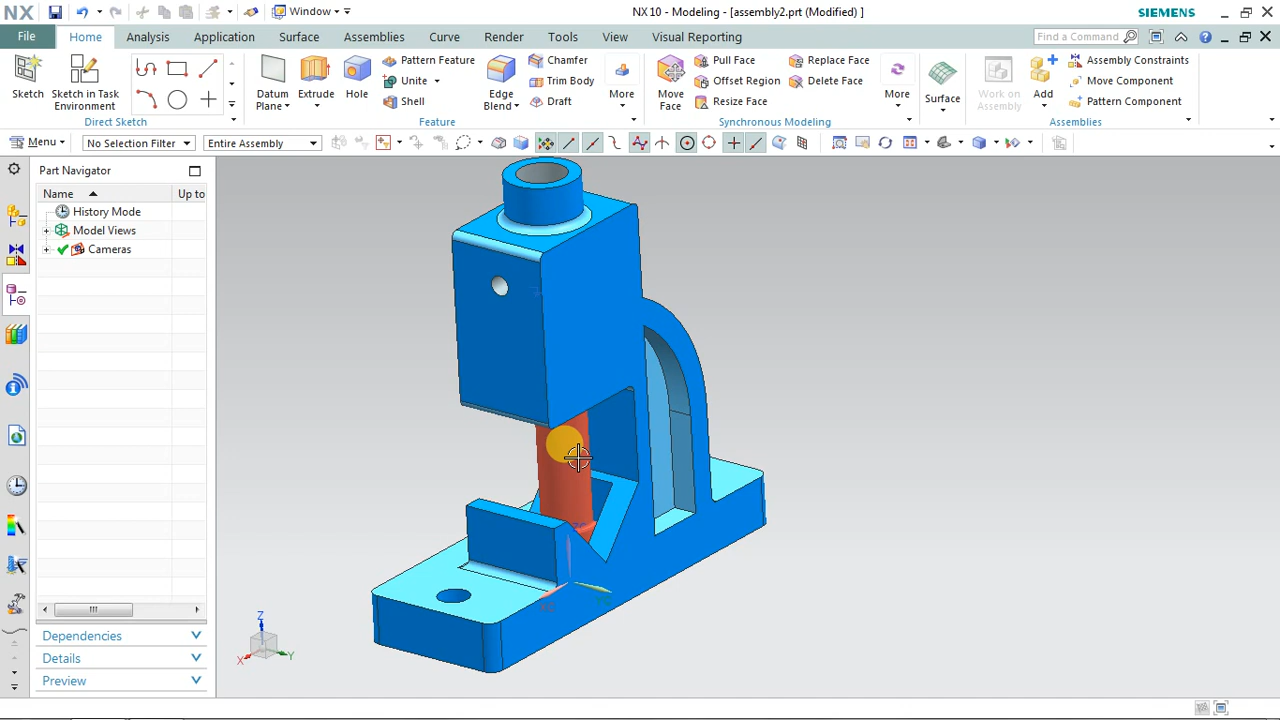 NX Window NX 10 - Modeling - [assembly2.prt (Modified) ] SIEMENS
File Home Analysis Application Surface Assemblies Curve Render Tools View Visual Reporting Find a Command
Sketch
Sketch in Task Environment
Direct Sketch
Datum Plane
Extrude
Hole
Pattern Feature
Unite
Shell
Edge Blend
Chamfer
Trim Body
Draft
More
Feature
Move Face
Pull Face
Offset Region
Resize Face
Replace Face
Delete Face
More
Synchronous Modeling
Surface
Work on Assembly
Add
Assembly Constraints
Move Component
Pattern Component
Assemblies
Menu No Selection Filter Entire Assembly
Part Navigator
Name Up to
History Mode
Model Views
Cameras
Dependencies
Details
Preview
Z
X
Y